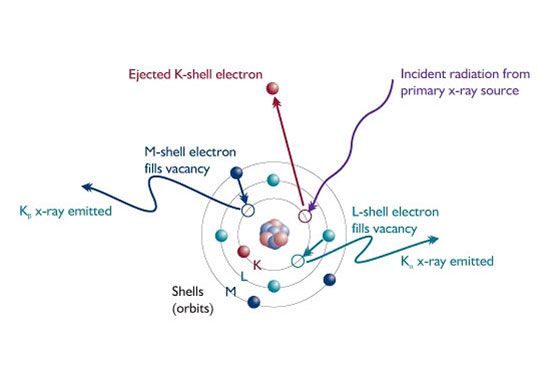 Ejected K-shell electron
Incident radiation from
primary x-ray source
M-shell electron
fills vacancy
Kβ x-ray emitted
L-shell electron
fills vacancy
Kα x-ray emitted
K
L
M
Shells
(orbits)